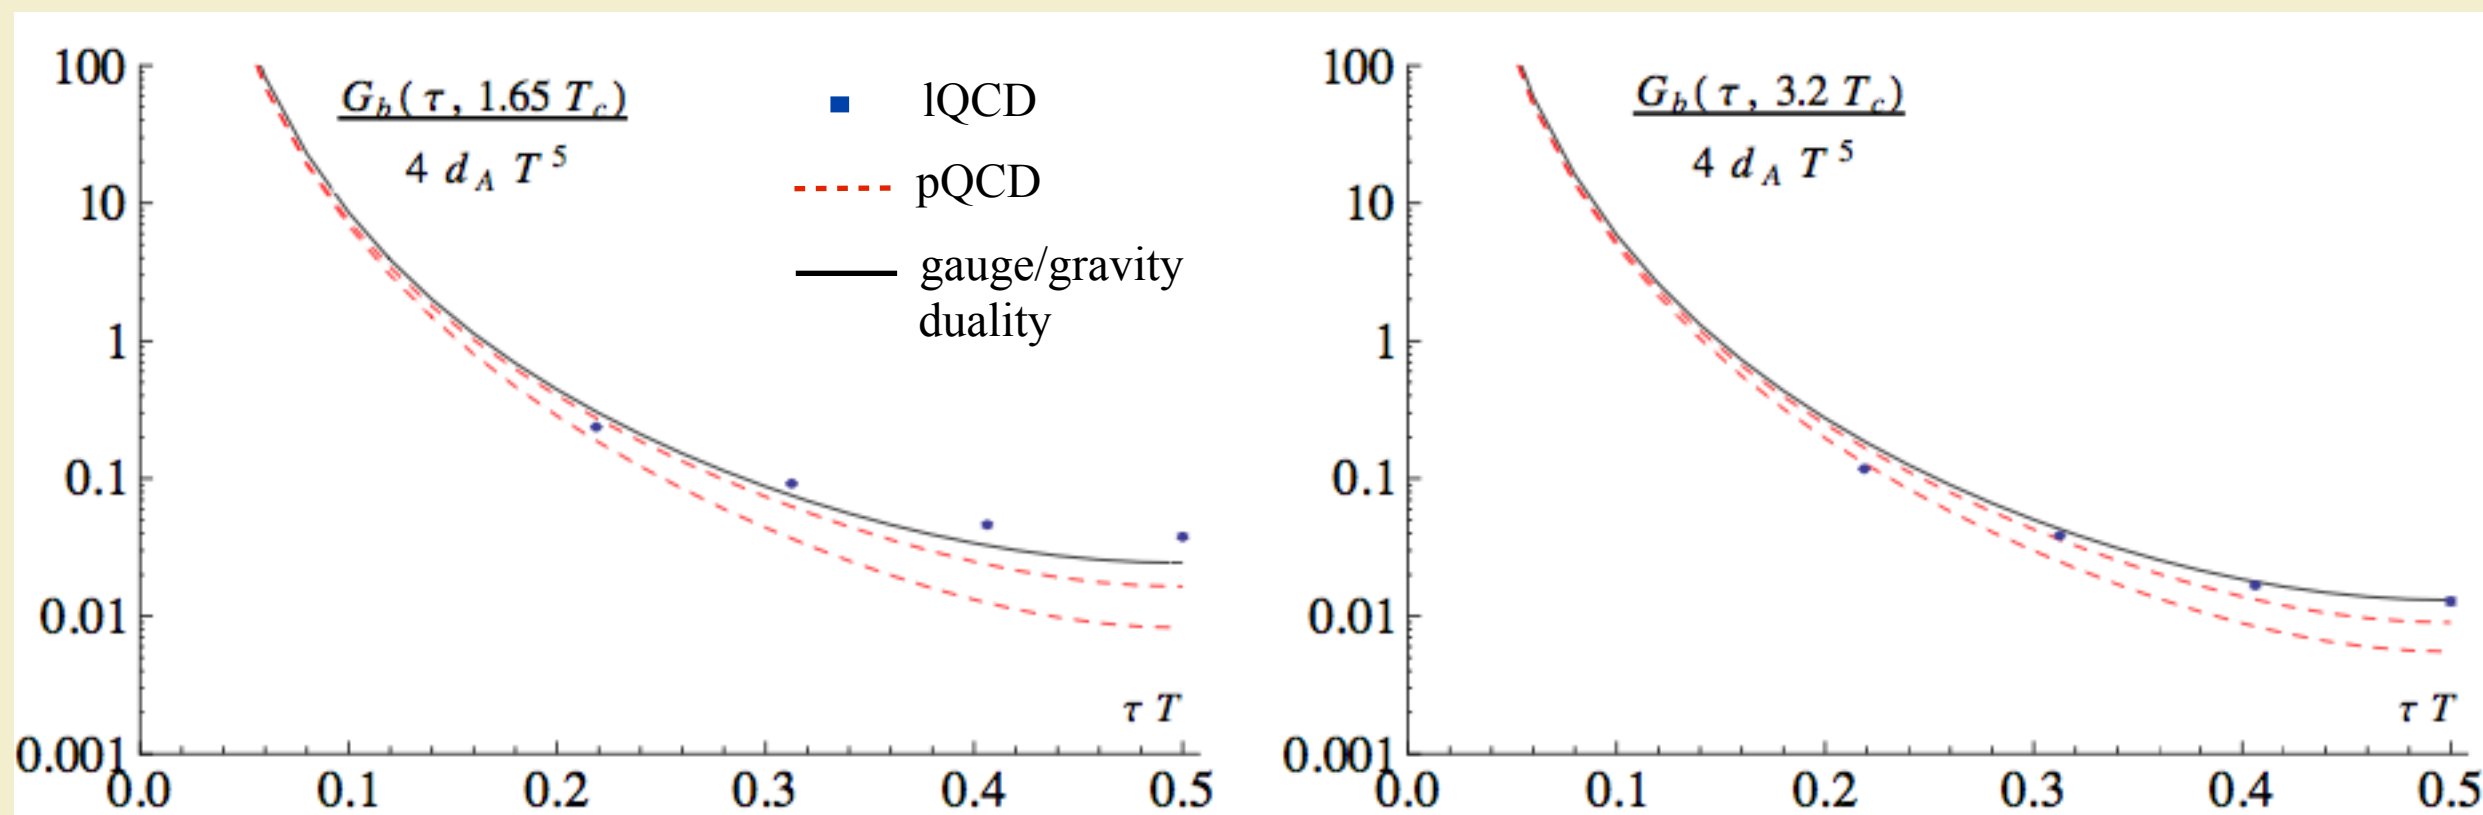 100
10
1
0.1
0.01
0.001
0.0 0.1 0.2 0.3 0.4 0.5
G_b(τ, 1.65 T_c)
4 d_A T^5
lQCD
pQCD
gauge/gravity
duality
τ T
100
10
1
0.1
0.01
0.001
0.0 0.1 0.2 0.3 0.4 0.5
G_b(τ, 3.2 T_c)
4 d_A T^5
τ T